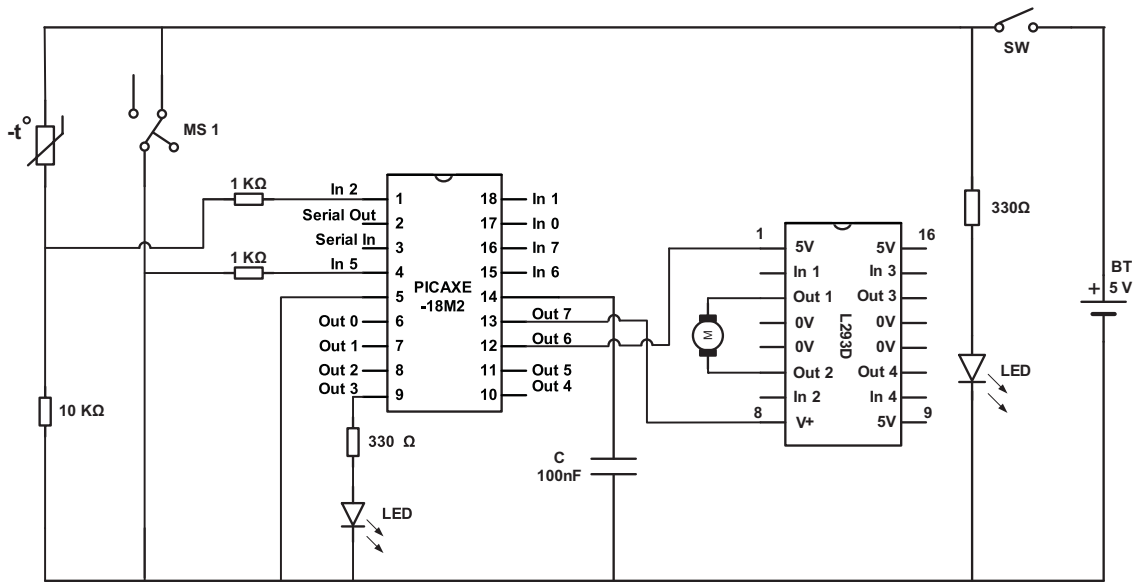 SW
-t°
MS 1
1 KΩ
In 2
1
18
In 1
Serial Out
2
17
In 0
330Ω
Serial In
3
16
In 7
1
5V
5V
16
1 KΩ
In 5
4
15
In 6
In 1
In 3
BT
PICAXE
-18M2
5
14
Out 1
Out 3
+
5 V
Out 0
6
13
Out 7
M
0V
L293D
0V
Out 1
7
12
Out 6
0V
0V
Out 2
8
11
Out 5
Out 2
Out 4
LED
Out 3
9
10
Out 4
In 2
In 4
10 KΩ
8
V+
5V
9
330 Ω
C
100nF
LED